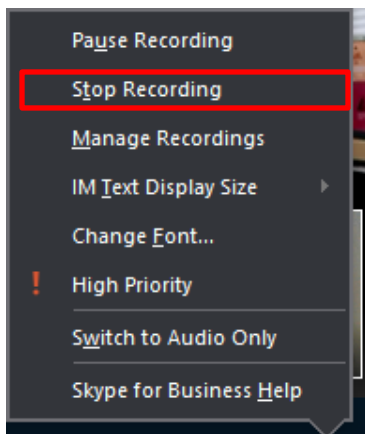 Pause Recording
Stop Recording
Manage Recordings
IM Text Display Size
Change Font...
High Priority
Switch to Audio Only
Skype for Business Help